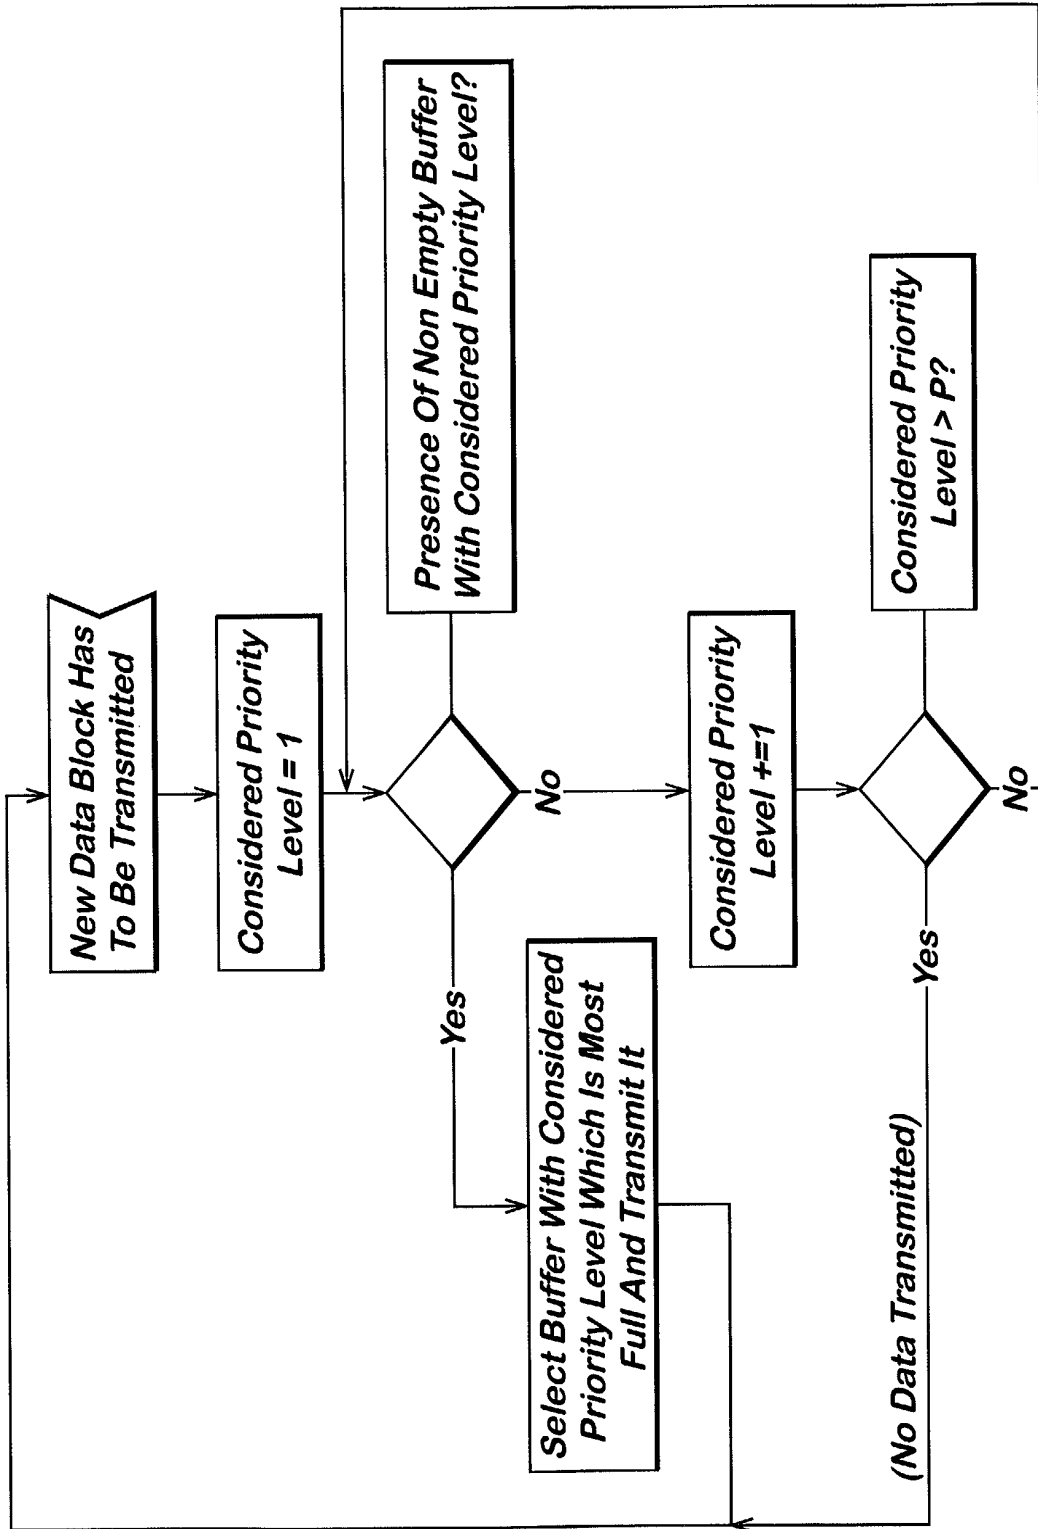 New Data Block Has
To Be Transmitted
Considered Priority
Level = 1
Presence Of Non Empty Buffer
With Considered Priority Level?
Yes
No
Select Buffer With Considered
Priority Level Which Is Most
Full And Transmit It
Considered Priority
Level +=1
Considered Priority
Level > P?
(No Data Transmitted)
Yes
No